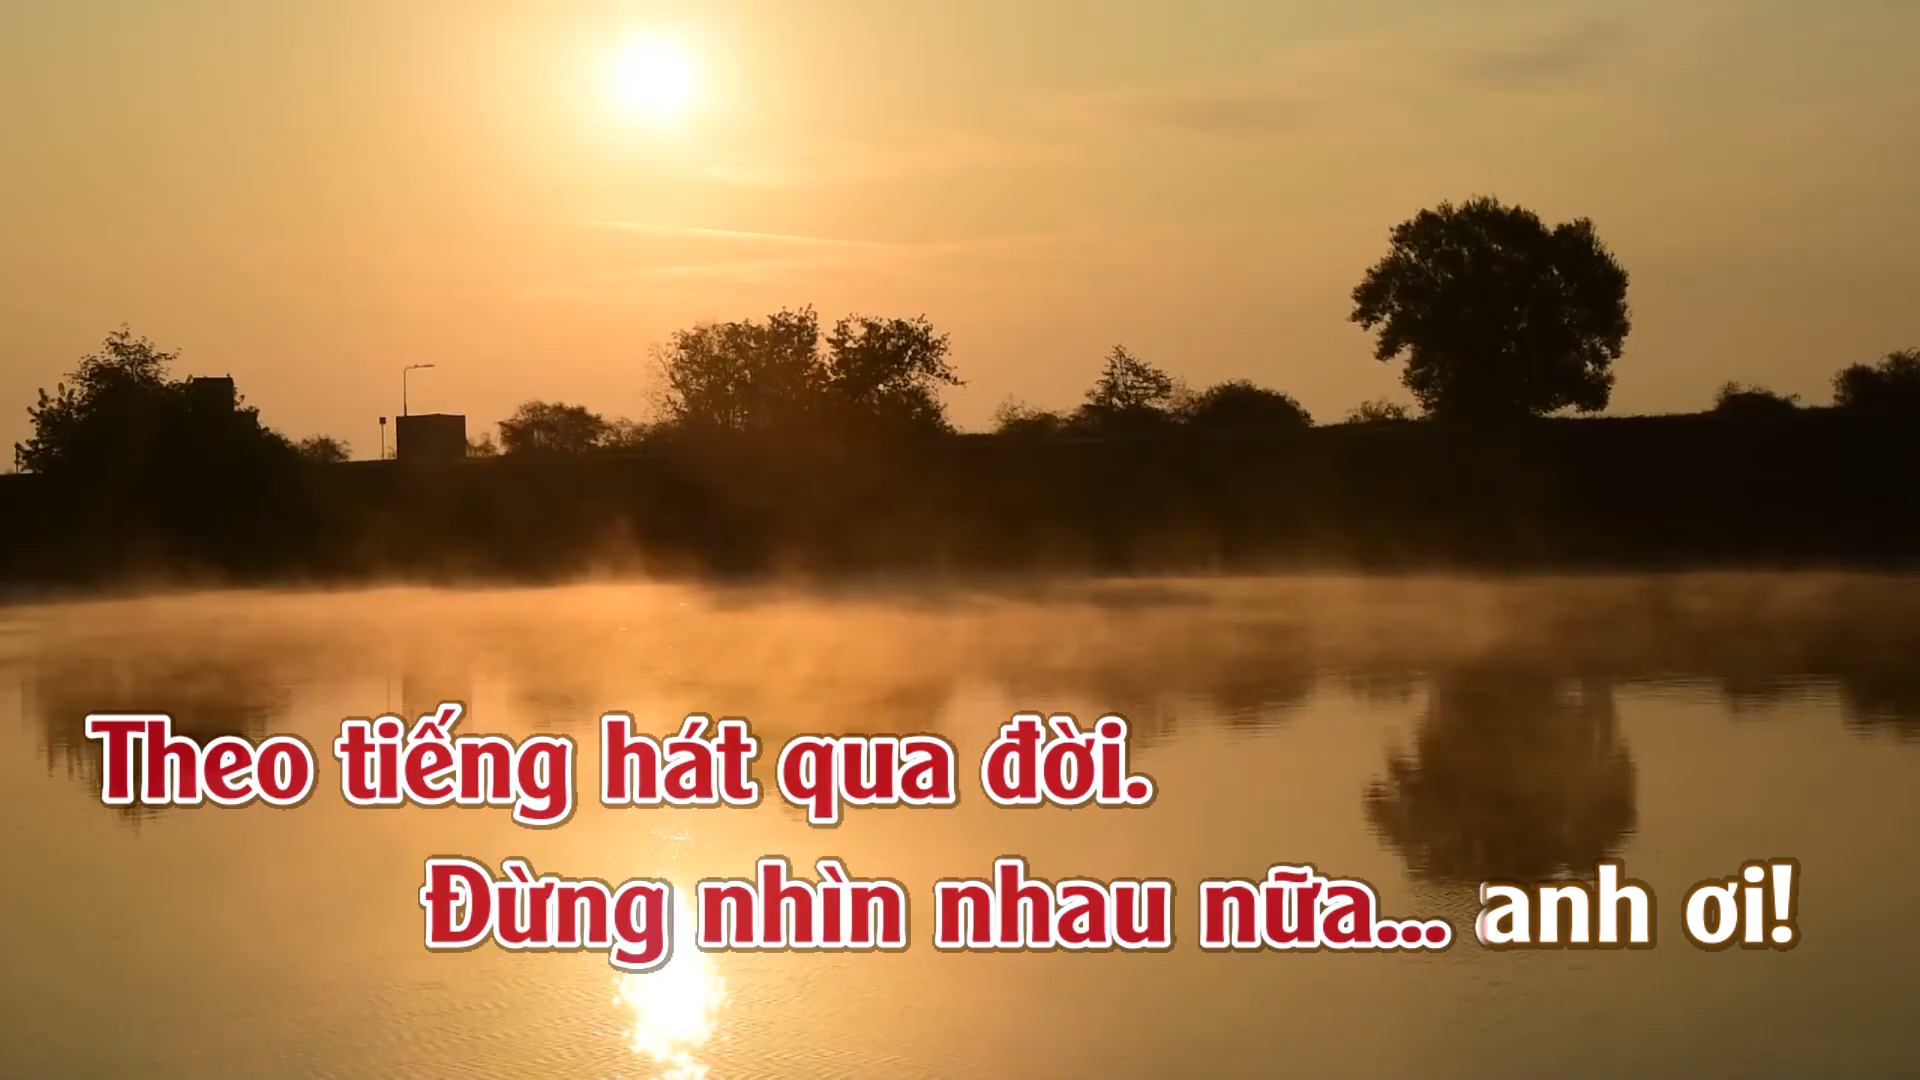 Theo tiếng hát qua đời.
Đừng nhìn nhau nữa... anh ơi!